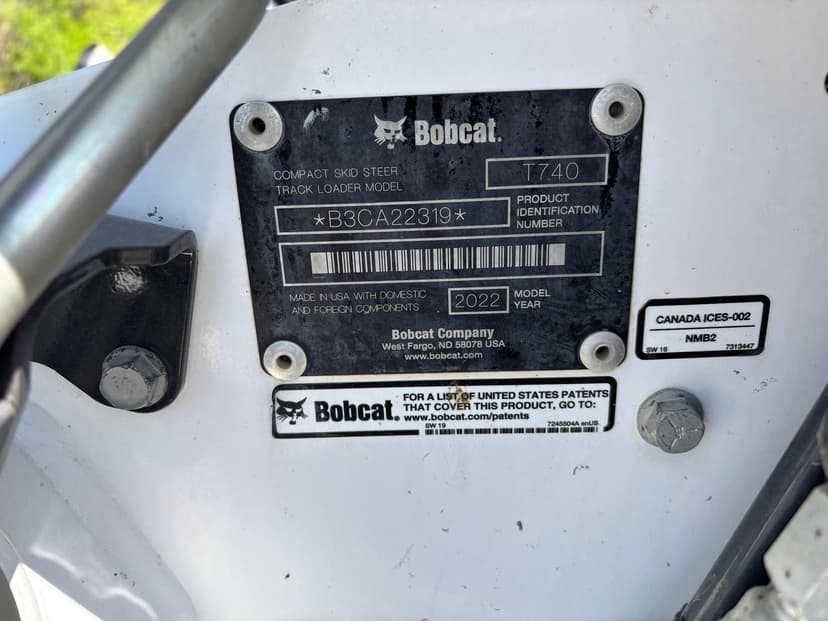 Bobcat.
COMPACT SKID STEER
TRACK LOADER MODEL
T740
*B3CA22319*
PRODUCT
IDENTIFICATION
NUMBER
MADE IN USA WITH DOMESTIC
AND FOREIGN COMPONENTS
2022
MODEL
YEAR
Bobcat Company
West Fargo, ND 58078 USA
www.bobcat.com
CANADA ICES-002
NMB2
SW 16 7313447
Bobcat.
FOR A LIST OF UNITED STATES PATENTS
THAT COVER THIS PRODUCT, GO TO:
www.bobcat.com/patents
SW 19 7245504A enUS